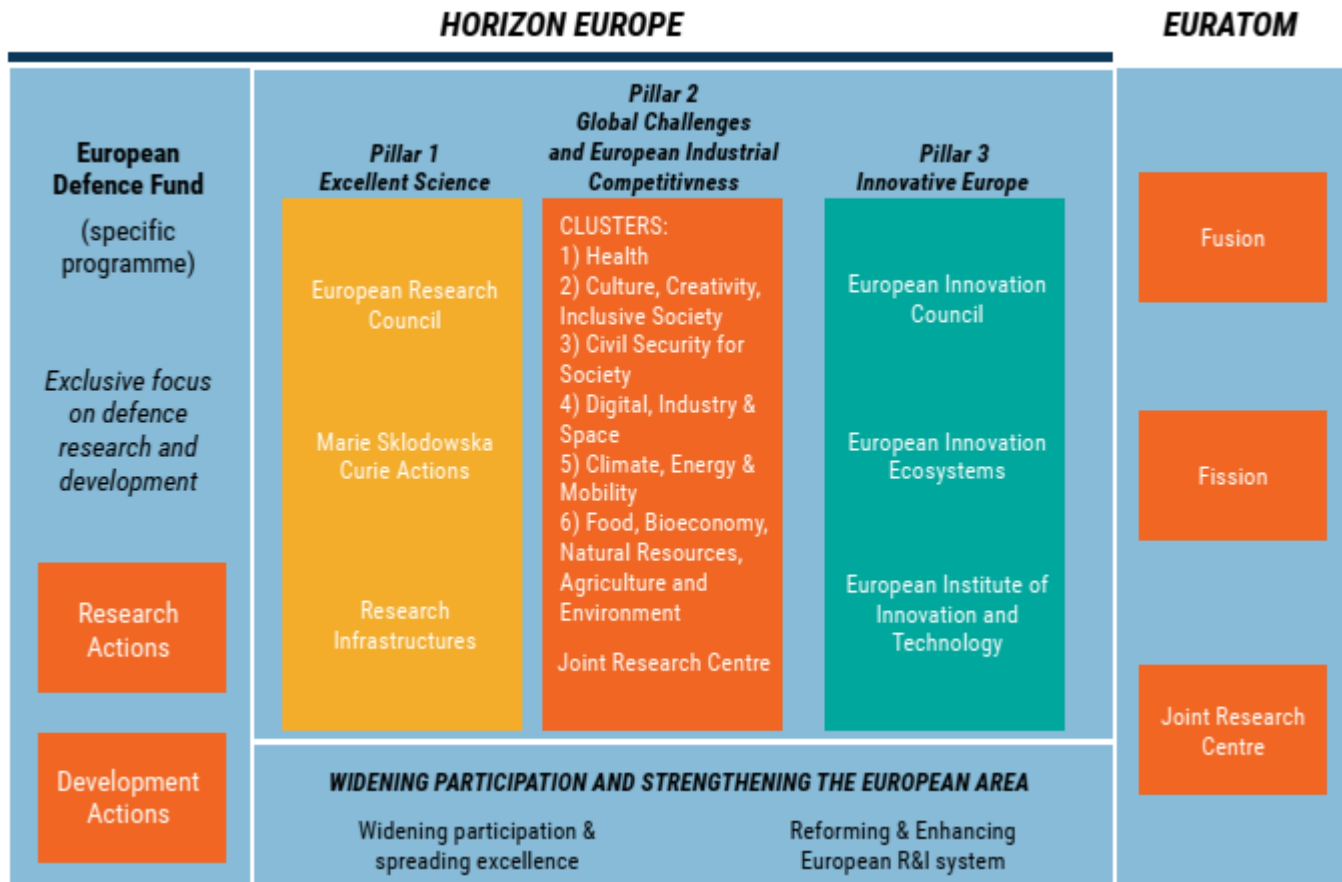 HORIZON EUROPE
EURATOM
European
Defence Fund
(specific
programme)
Exclusive focus
on defence
research and
development
Research
Actions
Development
Actions
Pillar 1
Excellent Science
European Research
Council
Marie Sklodowska
Curie Actions
Research
Infrastructures
Pillar 2
Global Challenges
and European Industrial
Competitivness
CLUSTERS:
1) Health
2) Culture, Creativity,
Inclusive Society
3) Civil Security for
Society
4) Digital, Industry &
Space
5) Climate, Energy &
Mobility
6) Food, Bioeconomy,
Natural Resources,
Agriculture and
Environment
Joint Research Centre
Pillar 3
Innovative Europe
European Innovation
Council
European Innovation
Ecosystems
European Institute of
Innovation and
Technology
WIDENING PARTICIPATION AND STRENGTHENING THE EUROPEAN AREA
Widening participation &
spreading excellence
Reforming & Enhancing
European R&I system
Fusion
Fission
Joint Research
Centre